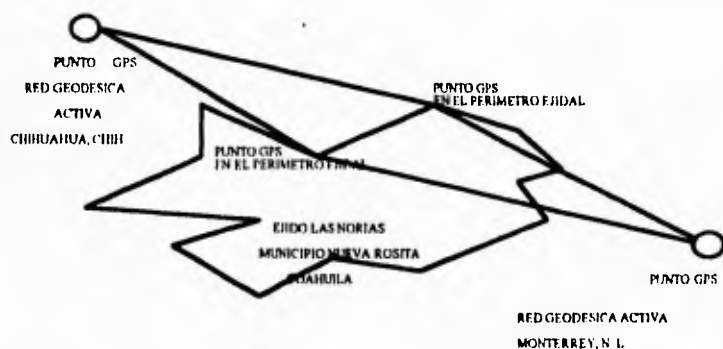 PUNTO GPS
RED GEODESICA
ACTIVA
CHIHUAHUA, CHIH
PUNTO GPS
EN EL PERIMETRO EJIDAL
PUNTO GPS
EN EL PERIMETRO EJIDAL
EJIDO LAS NORIAS
MUNICIPIO NUEVA ROSITA
COAHUILA
PUNTO GPS
RED GEODESICA ACTIVA
MONTERREY, N. L.